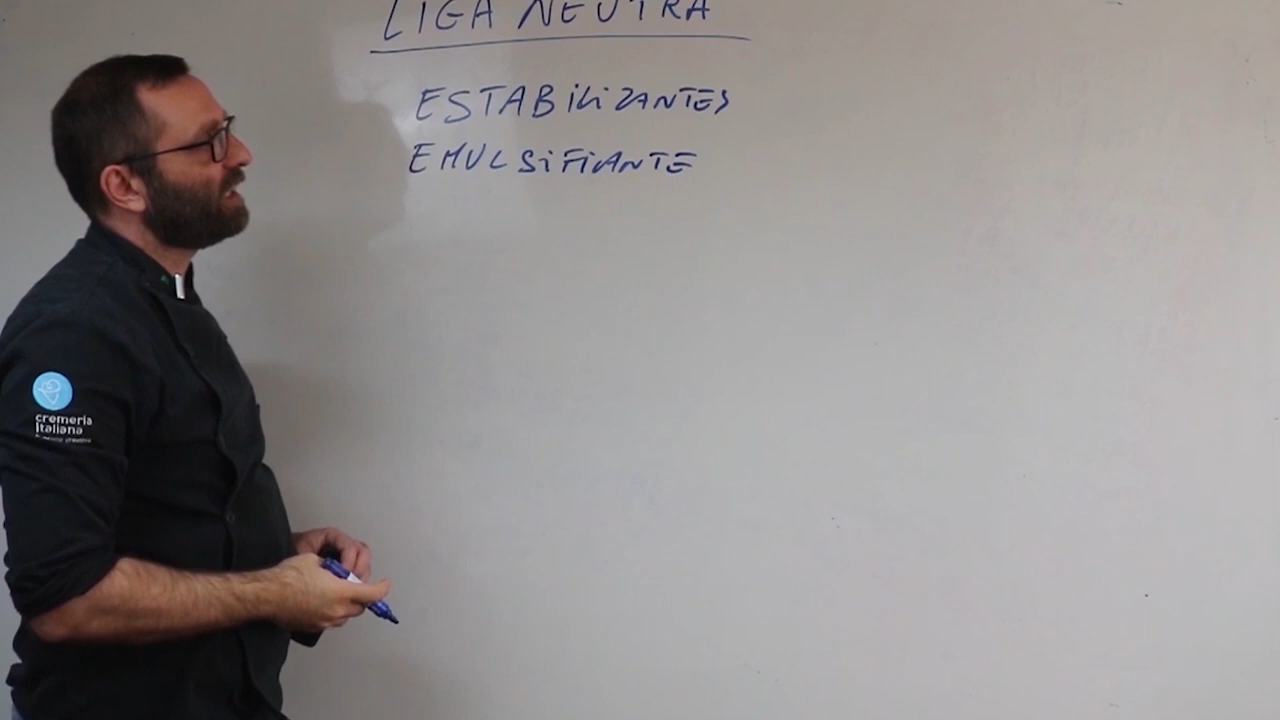 LIGA NEUTRA
ESTABILIZANTES
EMULSIFIANTE
cremeria
italiana